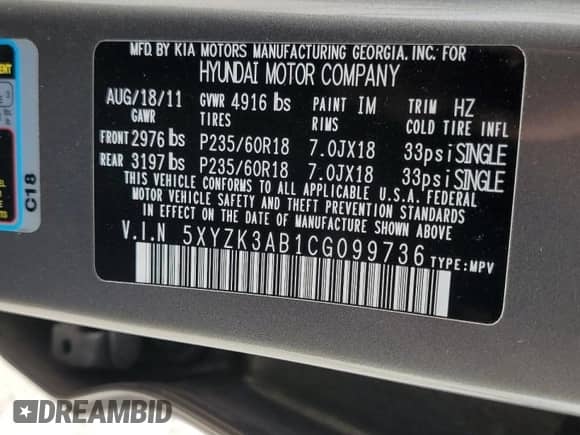 MFD. BY KIA MOTORS MANUFACTURING GEORGIA, INC. FOR
HYUNDAI MOTOR COMPANY
AUG/18/11 GVWR 4916 lbs PAINT IM TRIM HZ
GAWR TIRES RIMS COLD TIRE INFL
FRONT 2976 lbs P235/60R18 7.0JX18 33psi SINGLE
REAR 3197 lbs P235/60R18 7.0JX18 33psi SINGLE
THIS VEHICLE CONFORMS TO ALL APPLICABLE U.S.A. FEDERAL
MOTOR VEHICLE SAFETY AND THEFT PREVENTION STANDARDS
IN EFFECT ON THE DATE OF MANUFACTURE SHOWN ABOVE.
V.I.N 5XYZK3AB1CG099736 TYPE:MPV
C18
DREAMBID